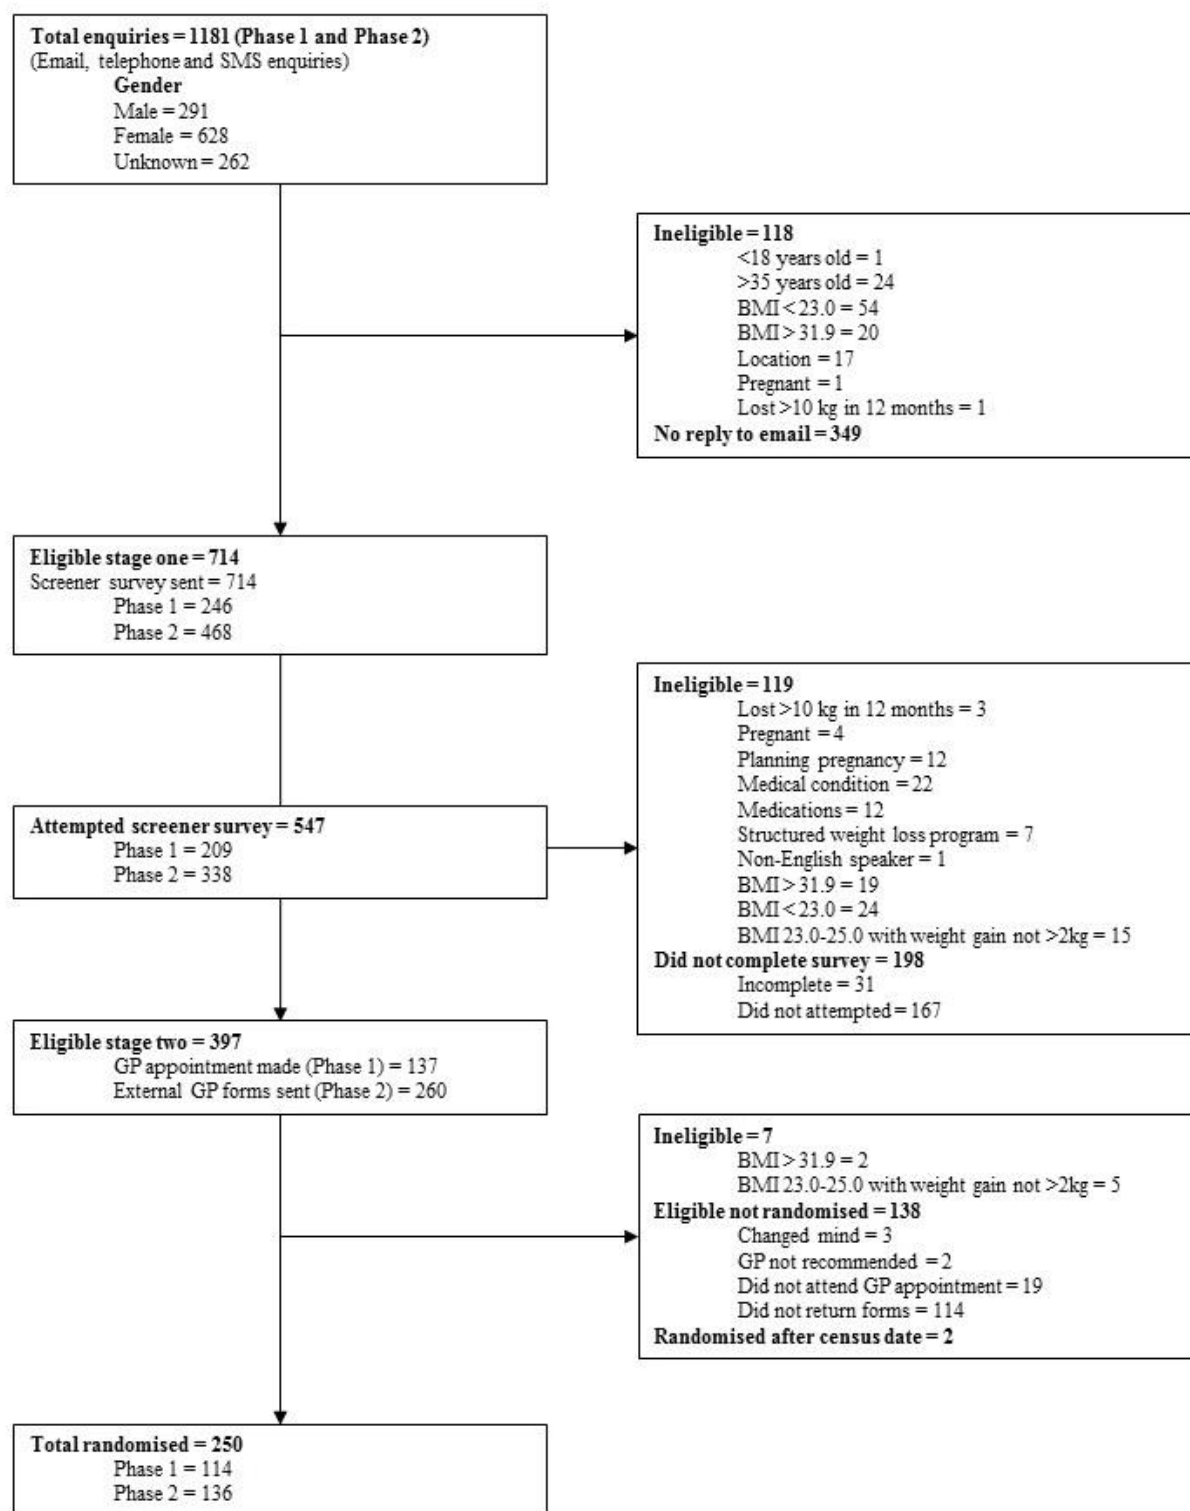 Total enquiries = 1181 (Phase 1 and Phase 2)
(Email, telephone and SMS enquiries)
Gender
Male = 291
Female = 628
Unknown = 262
Ineligible = 118
<18 years old = 1
>35 years old = 24
BMI < 23.0 = 54
BMI > 31.9 = 20
Location = 17
Pregnant = 1
Lost >10 kg in 12 months = 1
No reply to email = 349
Eligible stage one = 714
Screener survey sent = 714
Phase 1 = 246
Phase 2 = 468
Ineligible = 119
Lost >10 kg in 12 months = 3
Pregnant = 4
Planning pregnancy = 12
Medical condition = 22
Medications = 12
Structured weight loss program = 7
Non-English speaker = 1
BMI > 31.9 = 19
BMI < 23.0 = 24
BMI 23.0-25.0 with weight gain not >2kg = 15
Did not complete survey = 198
Incomplete = 31
Did not attempted = 167
Attempted screener survey = 547
Phase 1 = 209
Phase 2 = 338
Eligible stage two = 397
GP appointment made (Phase 1) = 137
External GP forms sent (Phase 2) = 260
Ineligible = 7
BMI > 31.9 = 2
BMI 23.0-25.0 with weight gain not >2kg = 5
Eligible not randomised = 138
Changed mind = 3
GP not recommended = 2
Did not attend GP appointment = 19
Did not return forms = 114
Randomised after census date = 2
Total randomised = 250
Phase 1 = 114
Phase 2 = 136